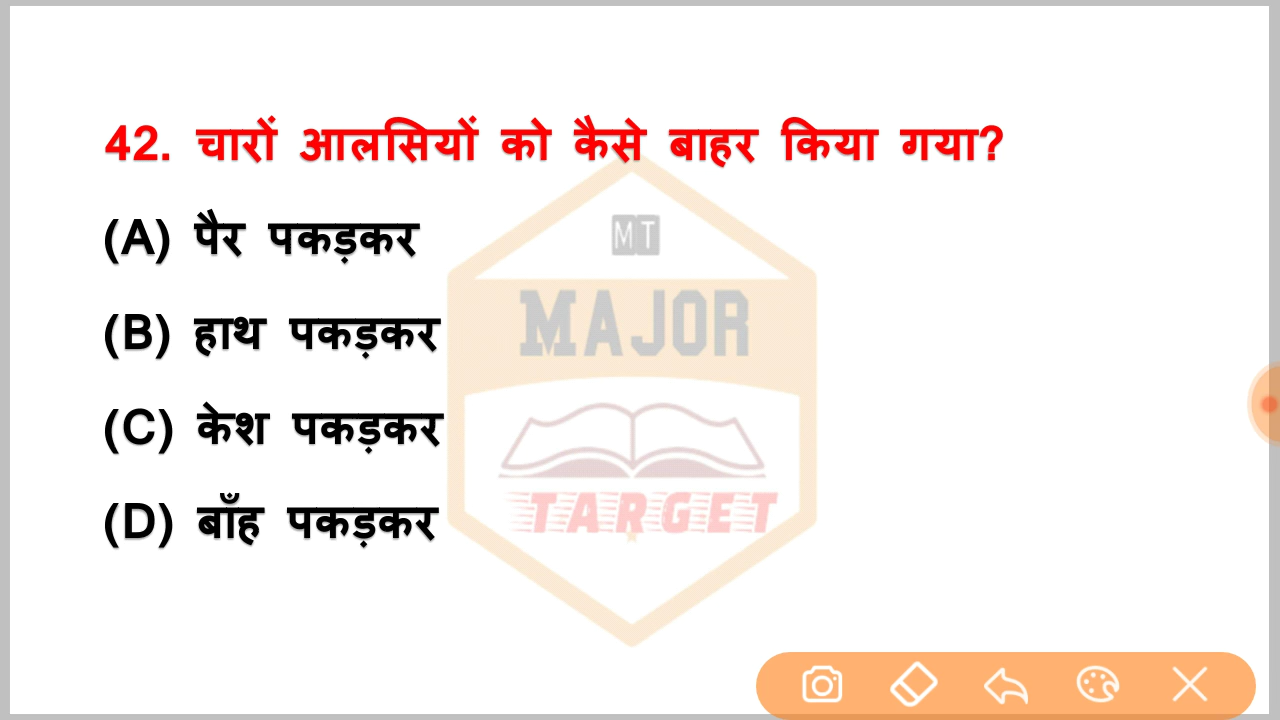 42. चारों आलसियों को कैसे बाहर किया गया?
(A) पैर पकड़कर
MT
(B) हाथ पकड़कर
MAJOR
(C) केश पकड़कर
TARGET
(D) बाँह पकड़कर